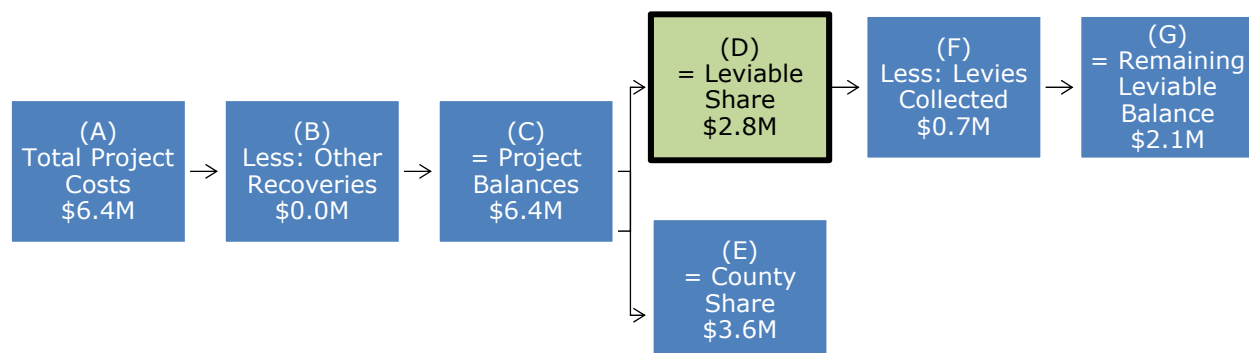 (A)
Total Project
Costs
$6.4M
(B)
Less: Other
Recoveries
$0.0M
(C)
= Project
Balances
$6.4M
(D)
= Leviable
Share
$2.8M
(E)
= County
Share
$3.6M
(F)
Less: Levies
Collected
$0.7M
(G)
= Remaining
Leviable
Balance
$2.1M